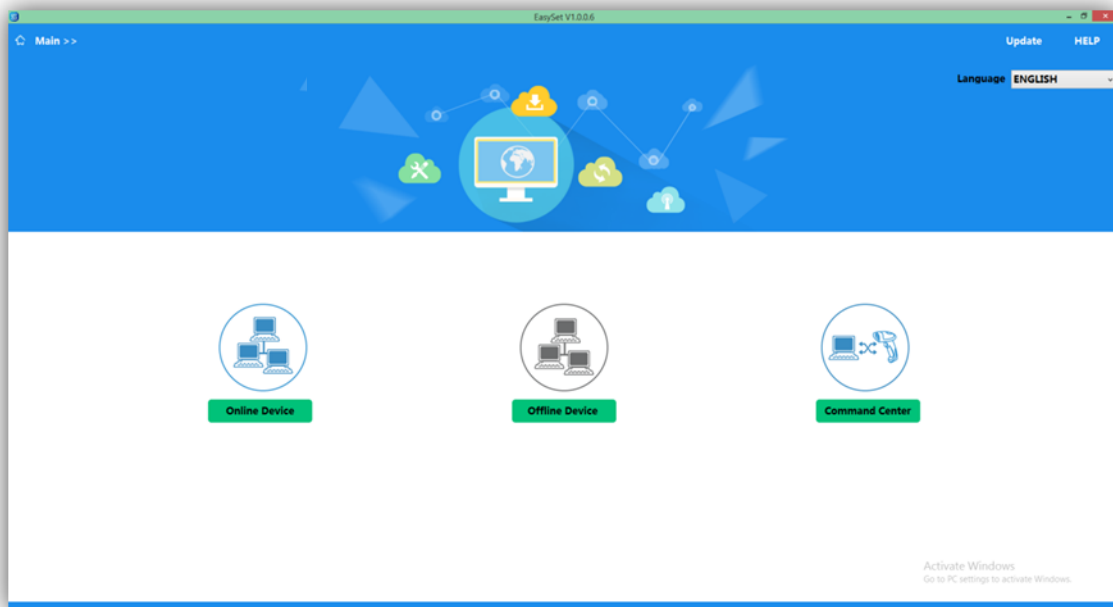 EasySet V1.0.0.6
Main >>
Update HELP
Language ENGLISH
Online Device Offline Device Command Center
Activate Windows
Go to PC settings to activate Windows.